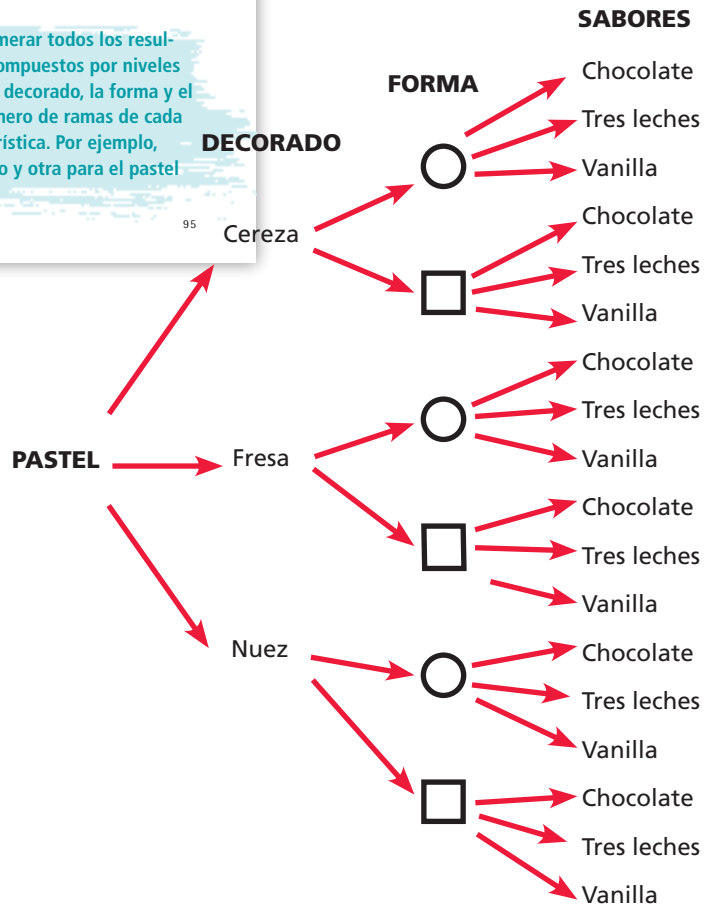 merar todos los resul-
ompuestos por niveles
decorado, la forma y el
mero de ramas de cada
rística. Por ejemplo,
o y otra para el pastel
95
SABORES
FORMA
DECORADO
PASTEL
Cereza
Chocolate
Tres leches
Vanilla
Chocolate
Tres leches
Vanilla
Fresa
Chocolate
Tres leches
Vanilla
Chocolate
Tres leches
Vanilla
Nuez
Chocolate
Tres leches
Vanilla
Chocolate
Tres leches
Vanilla